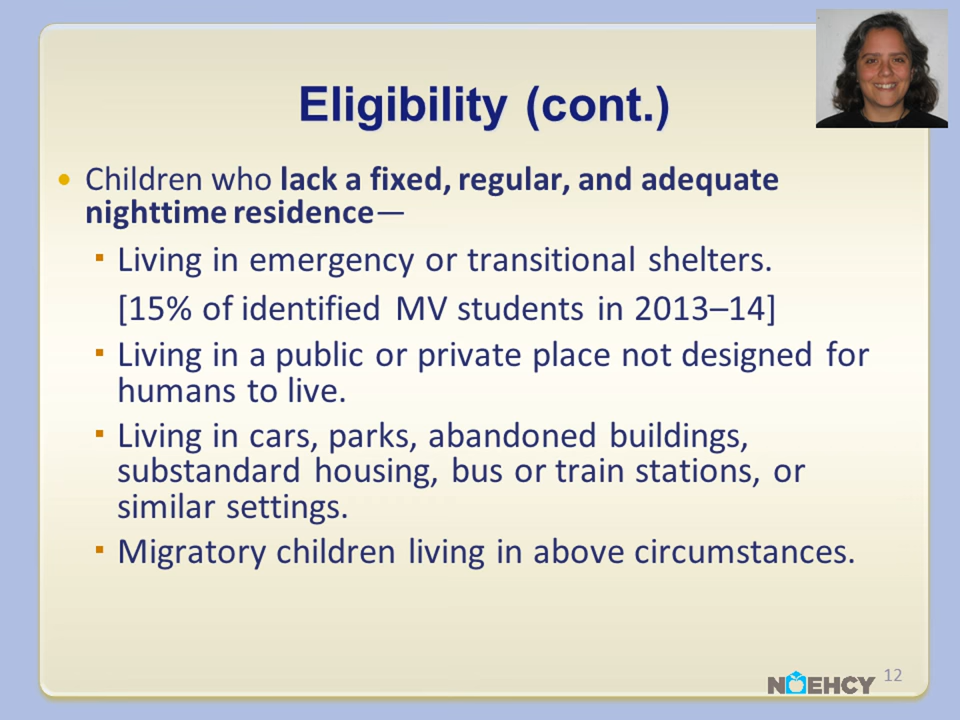 Eligibility (cont.)
• Children who lack a fixed, regular, and adequate
nighttime residence—
▪ Living in emergency or transitional shelters.
[15% of identified MV students in 2013–14]
▪ Living in a public or private place not designed for
humans to live.
▪ Living in cars, parks, abandoned buildings,
substandard housing, bus or train stations, or
similar settings.
▪ Migratory children living in above circumstances.
12